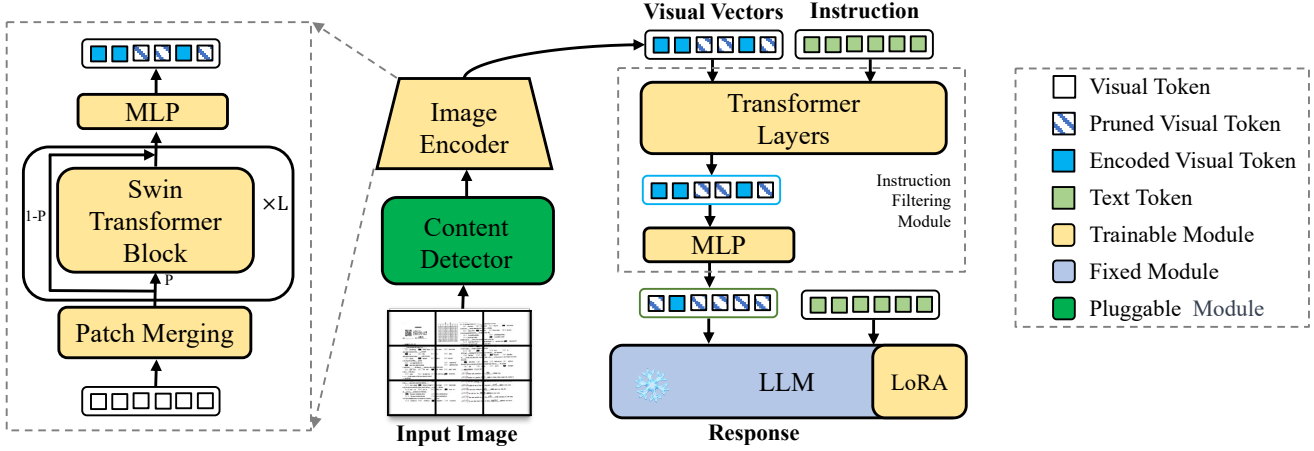 MLP
Swin
Transformer
Block
×L
1-P
P
Patch Merging
Image
Encoder
Content
Detector
Input Image
Visual Vectors
Instruction
Transformer
Layers
Instruction
Filtering
Module
MLP
LLM
LoRA
Response
Visual Token
Pruned Visual Token
Encoded Visual Token
Text Token
Trainable Module
Fixed Module
Pluggable Module